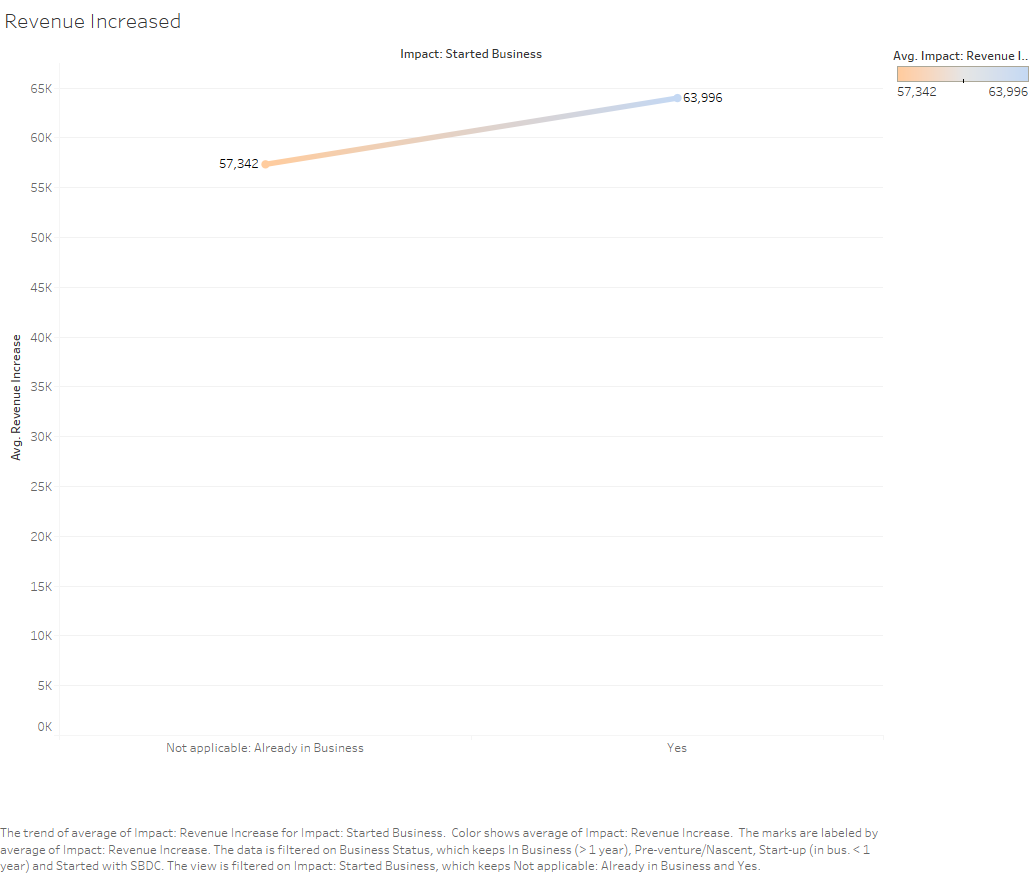 Revenue Increased
Impact: Started Business
Avg. Impact: Revenue I..
57,342 63,996
65K
60K
55K
50K
45K
40K
35K
30K
25K
20K
15K
10K
5K
0K
Avg. Revenue Increase
57,342
63,996
Not applicable: Already in Business
Yes
The trend of average of Impact: Revenue Increase for Impact: Started Business. Color shows average of Impact: Revenue Increase. The marks are labeled by
average of Impact: Revenue Increase. The data is filtered on Business Status, which keeps In Business (> 1 year), Pre-venture/Nascent, Start-up (in bus. < 1
year) and Started with SBDC. The view is filtered on Impact: Started Business, which keeps Not applicable: Already in Business and Yes.